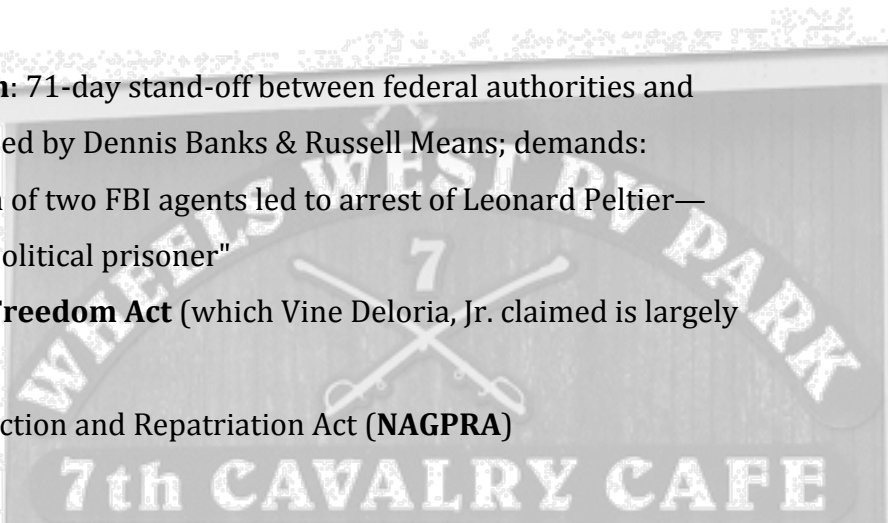 n: 71-day stand-off between federal authorities and
ed by Dennis Banks & Russell Means; demands:
n of two FBI agents led to arrest of Leonard Peltier—
olitical prisoner"
WHEELS WEST RV PARK
7
Freedom Act (which Vine Deloria, Jr. claimed is largely
ction and Repatriation Act (NAGPRA)
7th CAVALRY CAFE